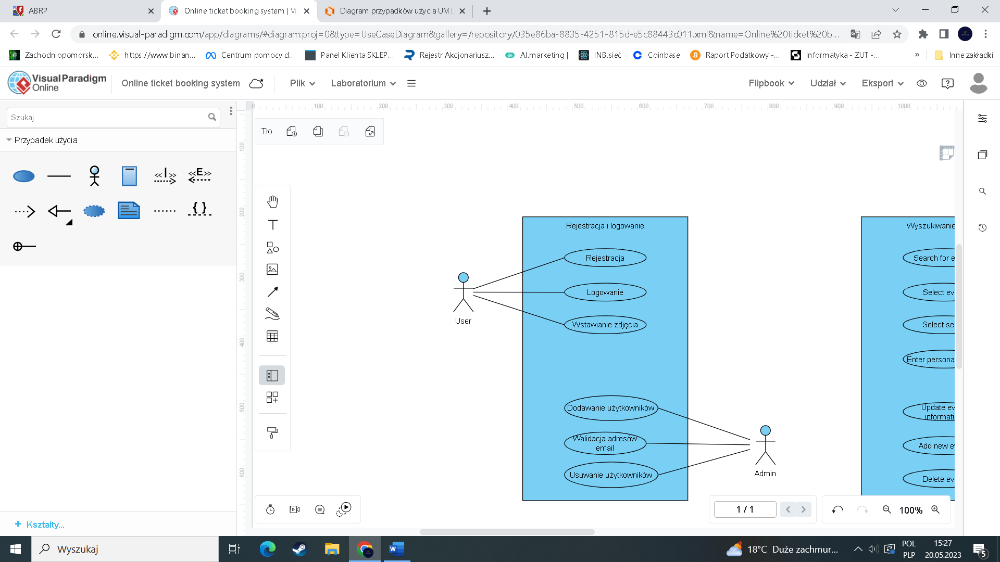 ABRP
Online ticket booking system | Vi
Diagram przypadków użycia UML
online.visual-paradigm.com/app/diagrams/#diagram:proj=0&type=UseCaseDiagram&gallery=/repository/035e86ba-8835-4251-815d-e5c88443c011.xml&name=Online%20ticket%20b...
Zachodniopomorsk...
https://www.binan...
Centrum pomocy d...
Panel Klienta SKLEP...
Rejestr Akcjonariusz...
AI.marketing |
INB.sieć
Coinbase
Raport Podatkowy -...
Informatyka - ZUT -...
»
Inne zakładki
Visual Paradigm
Online
Online ticket booking system
Plik
Laboratorium
Flipbook
Udział
Eksport
Szukaj
Przypadek użycia
<<I>>
<<E>>
{ }
Kształty...
0 100 200 300 400 500 600 700 800 900 1000
100
200
300
400
500
600
Tło
Rejestracja i logowanie
Rejestracja
Logowanie
Wstawianie zdjęcia
User
Dodawanie użytkowników
Walidacja adresów
email
Usuwanie użytkowników
Admin
Wyszukiwanie
Search for e
Select ev
Select se
Enter persona
Update ev
informati
Add new e
Delete ev
1 / 1
100%
Wyszukaj
18°C Duże zachmur...
POL
PLP
15:27
20.05.2023
5